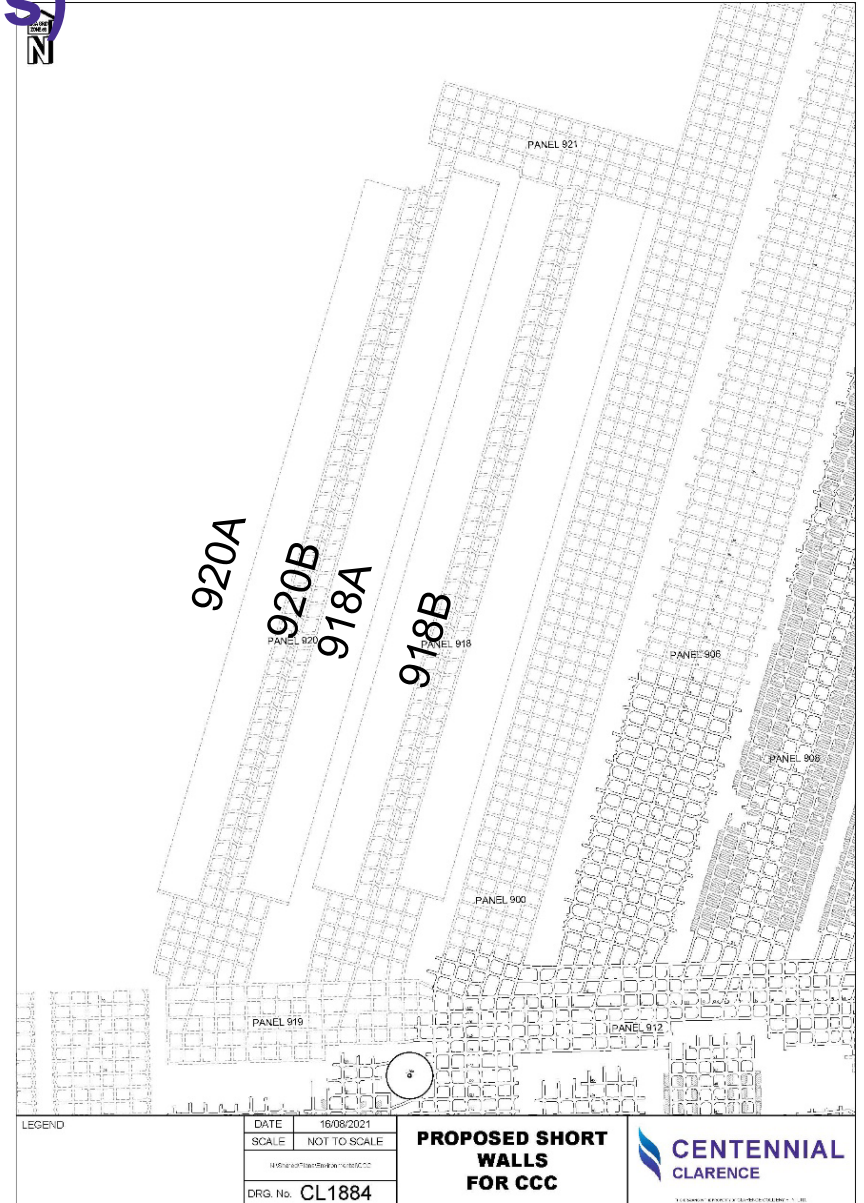 s)
N
PANEL 921
920A
920B
918A
918B
PANEL 920
PANEL 918
PANEL 906
PANEL 908
PANEL 900
PANEL 919
PANEL 912
LEGEND
DATE 16/08/2021
SCALE NOT TO SCALE
DRG. No. CL1884
PROPOSED SHORT
WALLS
FOR CCC
CENTENNIAL
CLARENCE